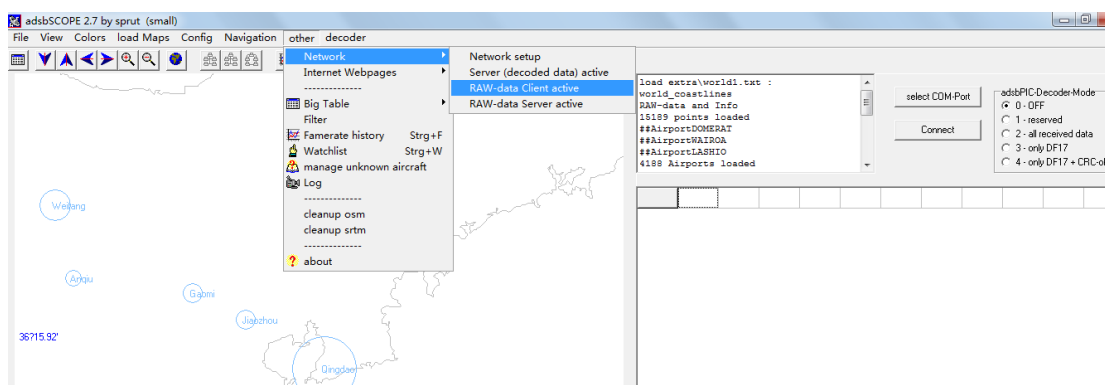 adsbSCOPE 2.7 by sprut (small)
File View Colors load Maps Config Navigation other decoder
Network
Internet Webpages
--------------
Big Table
Filter
Famerate history Strg+F
Watchlist Strg+W
manage unknown aircraft
Log
--------------
cleanup osm
cleanup srtm
--------------
? about
Network setup
Server (decoded data) active
RAW-data Client active
RAW-data Server active
load extra\world1.txt :
world_coastlines
RAW-data and Info
15189 points loaded
##AirportDOMERAT
##AirportWAIROA
##AirportLASHIO
4188 Airports loaded
select COM-Port
Connect
adsbPIC-Decoder-Mode
0 - OFF
1 - reserved
2 - all received data
3 - only DF17
4 - only DF17 + CRC-ok
Weifang
Anqiu
Gaomi
Jiaozhou
36?15.92'
Qingdao